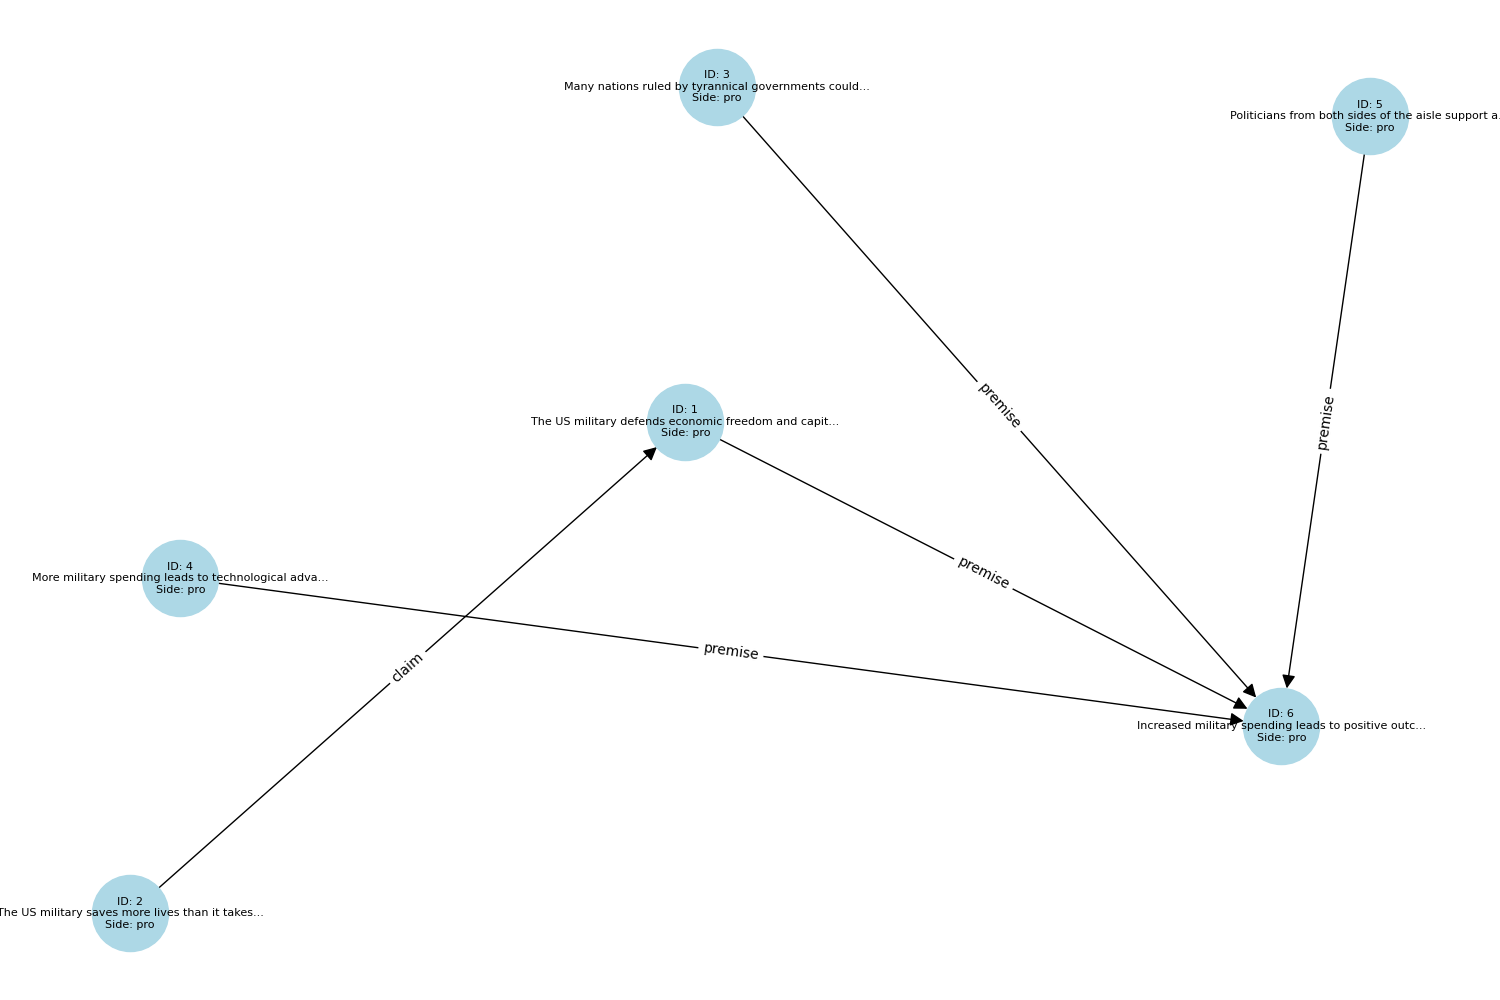 ID: 3
Many nations ruled by tyrannical governments could...
Side: pro
ID: 5
Politicians from both sides of the aisle support a.
Side: pro
premise
premise
ID: 1
The US military defends economic freedom and capit...
Side: pro
ID: 4
More military spending leads to technological adva...
Side: pro
premise
premise
claim
ID: 6
Increased military spending leads to positive outc...
Side: pro
ID: 2
The US military saves more lives than it takes...
Side: pro